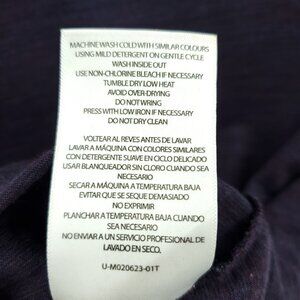 MACHINE WASH COLD WITH SIMILAR COLOURS
USING MILD DETERGENT ON GENTLE CYCLE
WASH INSIDE OUT
USE NON-CHLORINE BLEACH IF NECESSARY
TUMBLE DRY LOW HEAT
AVOID OVER-DRYING
DO NOT WRING
PRESS WITH LOW IRON IF NECESSARY
DO NOT DRY CLEAN
VOLTEAR AL REVES ANTES DE LAVAR
LAVAR A MÁQUINA CON COLORES SIMILARES
CON DETERGENTE SUAVE EN CICLO DELICADO
USAR BLANQUEADOR SIN CLORO CUANDO SEA
NECESARIO
SECAR A MÁQUINA A TEMPERATURA BAJA
EVITAR QUE SE SEQUE DEMASIADO
NO EXPRIMIR
PLANCHAR A TEMPERATURA BAJA CUANDO
SEA NECESARIO
NO ENVIAR A UN SERVICIO PROFESIONAL DE
LAVADO EN SECO.
U-M020623-01T